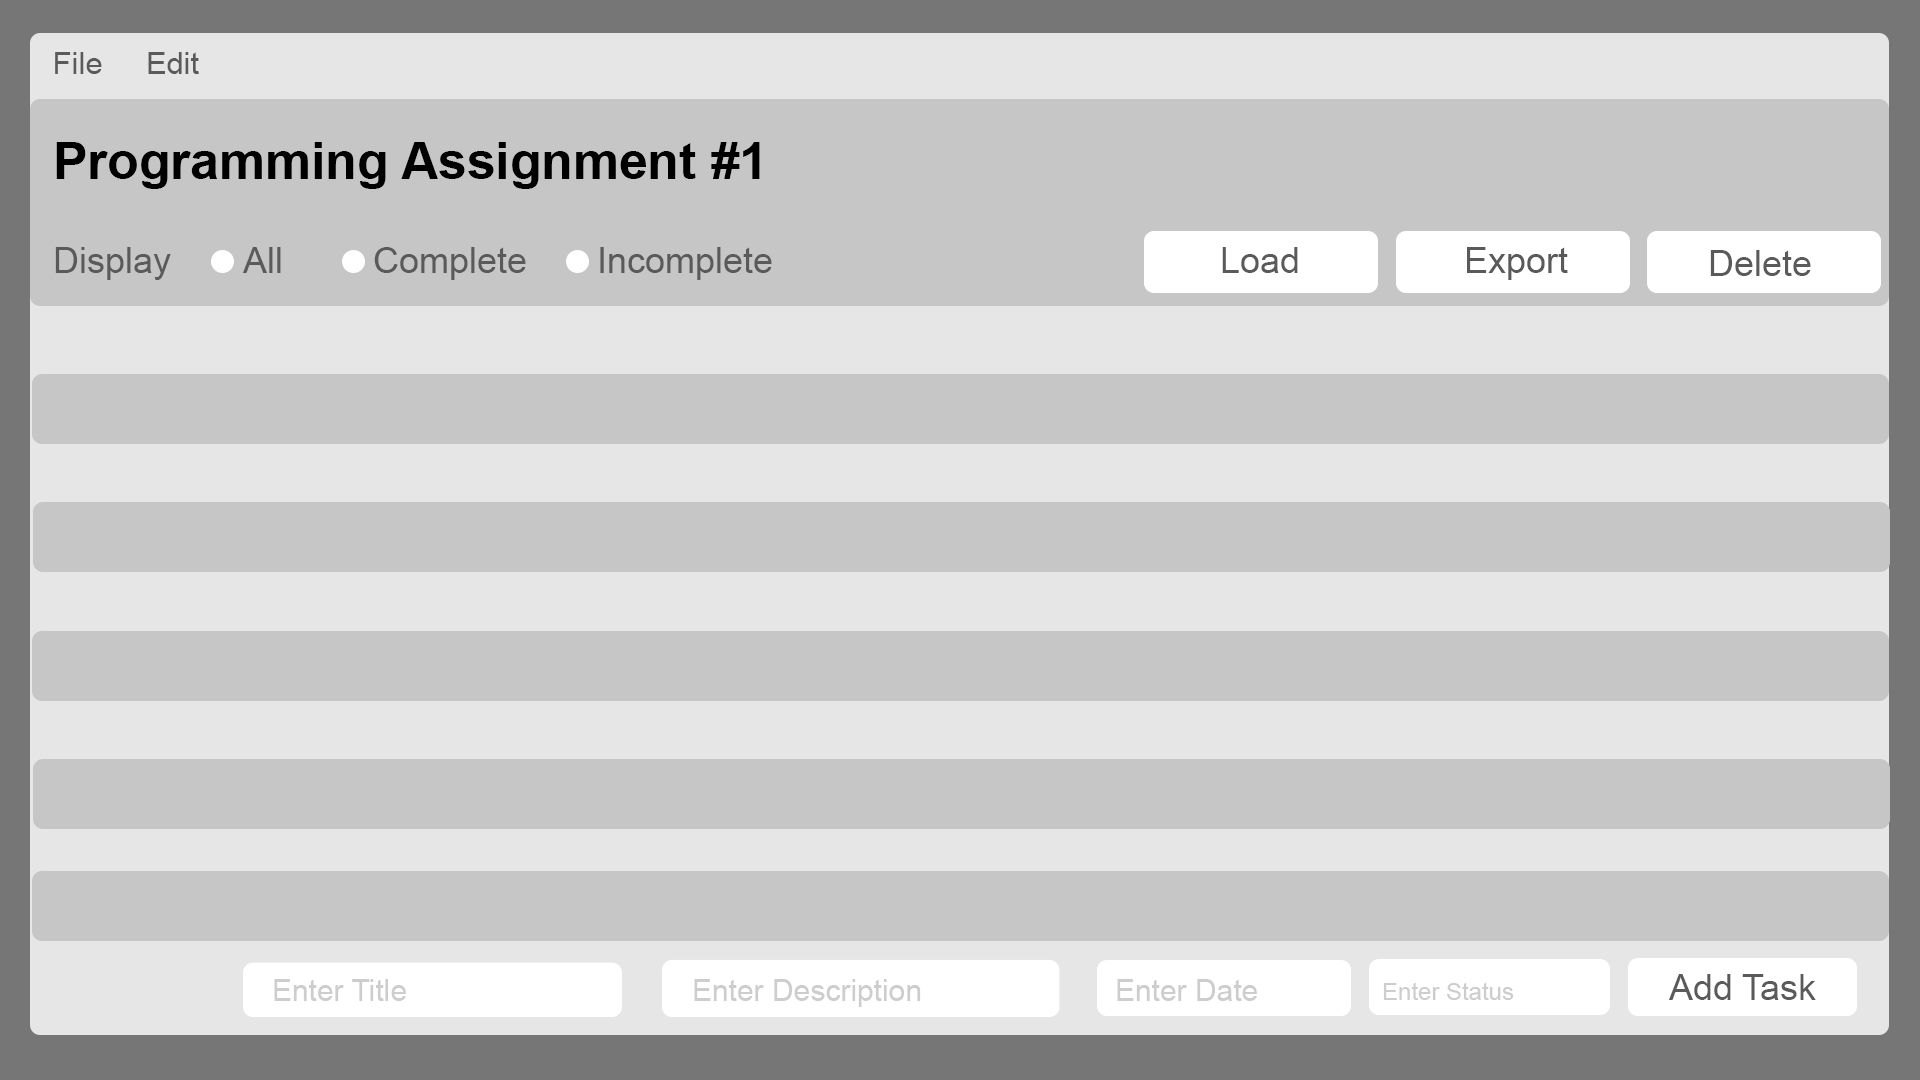 File Edit
Programming Assignment #1
Display All Complete Incomplete Load Export Delete
Enter Title Enter Description Enter Date Enter Status Add Task